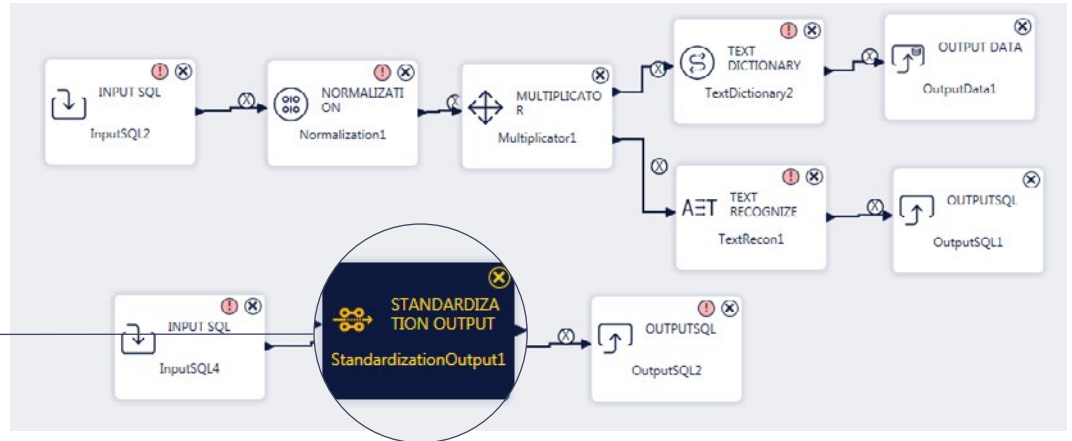 INPUT SQL
InputSQL2
NORMALIZATI
ON
Normalization1
MULTIPLICATO
R
Multiplicator1
TEXT
DICTIONARY
TextDictionary2
OUTPUT DATA
OutputData1
AET TEXT
RECOGNIZE
TextRecon1
OUTPUTSQL
OutputSQL1
INPUT SQL
InputSQL4
STANDARDIZA
TION OUTPUT
StandardizationOutput1
OUTPUTSQL
OutputSQL2